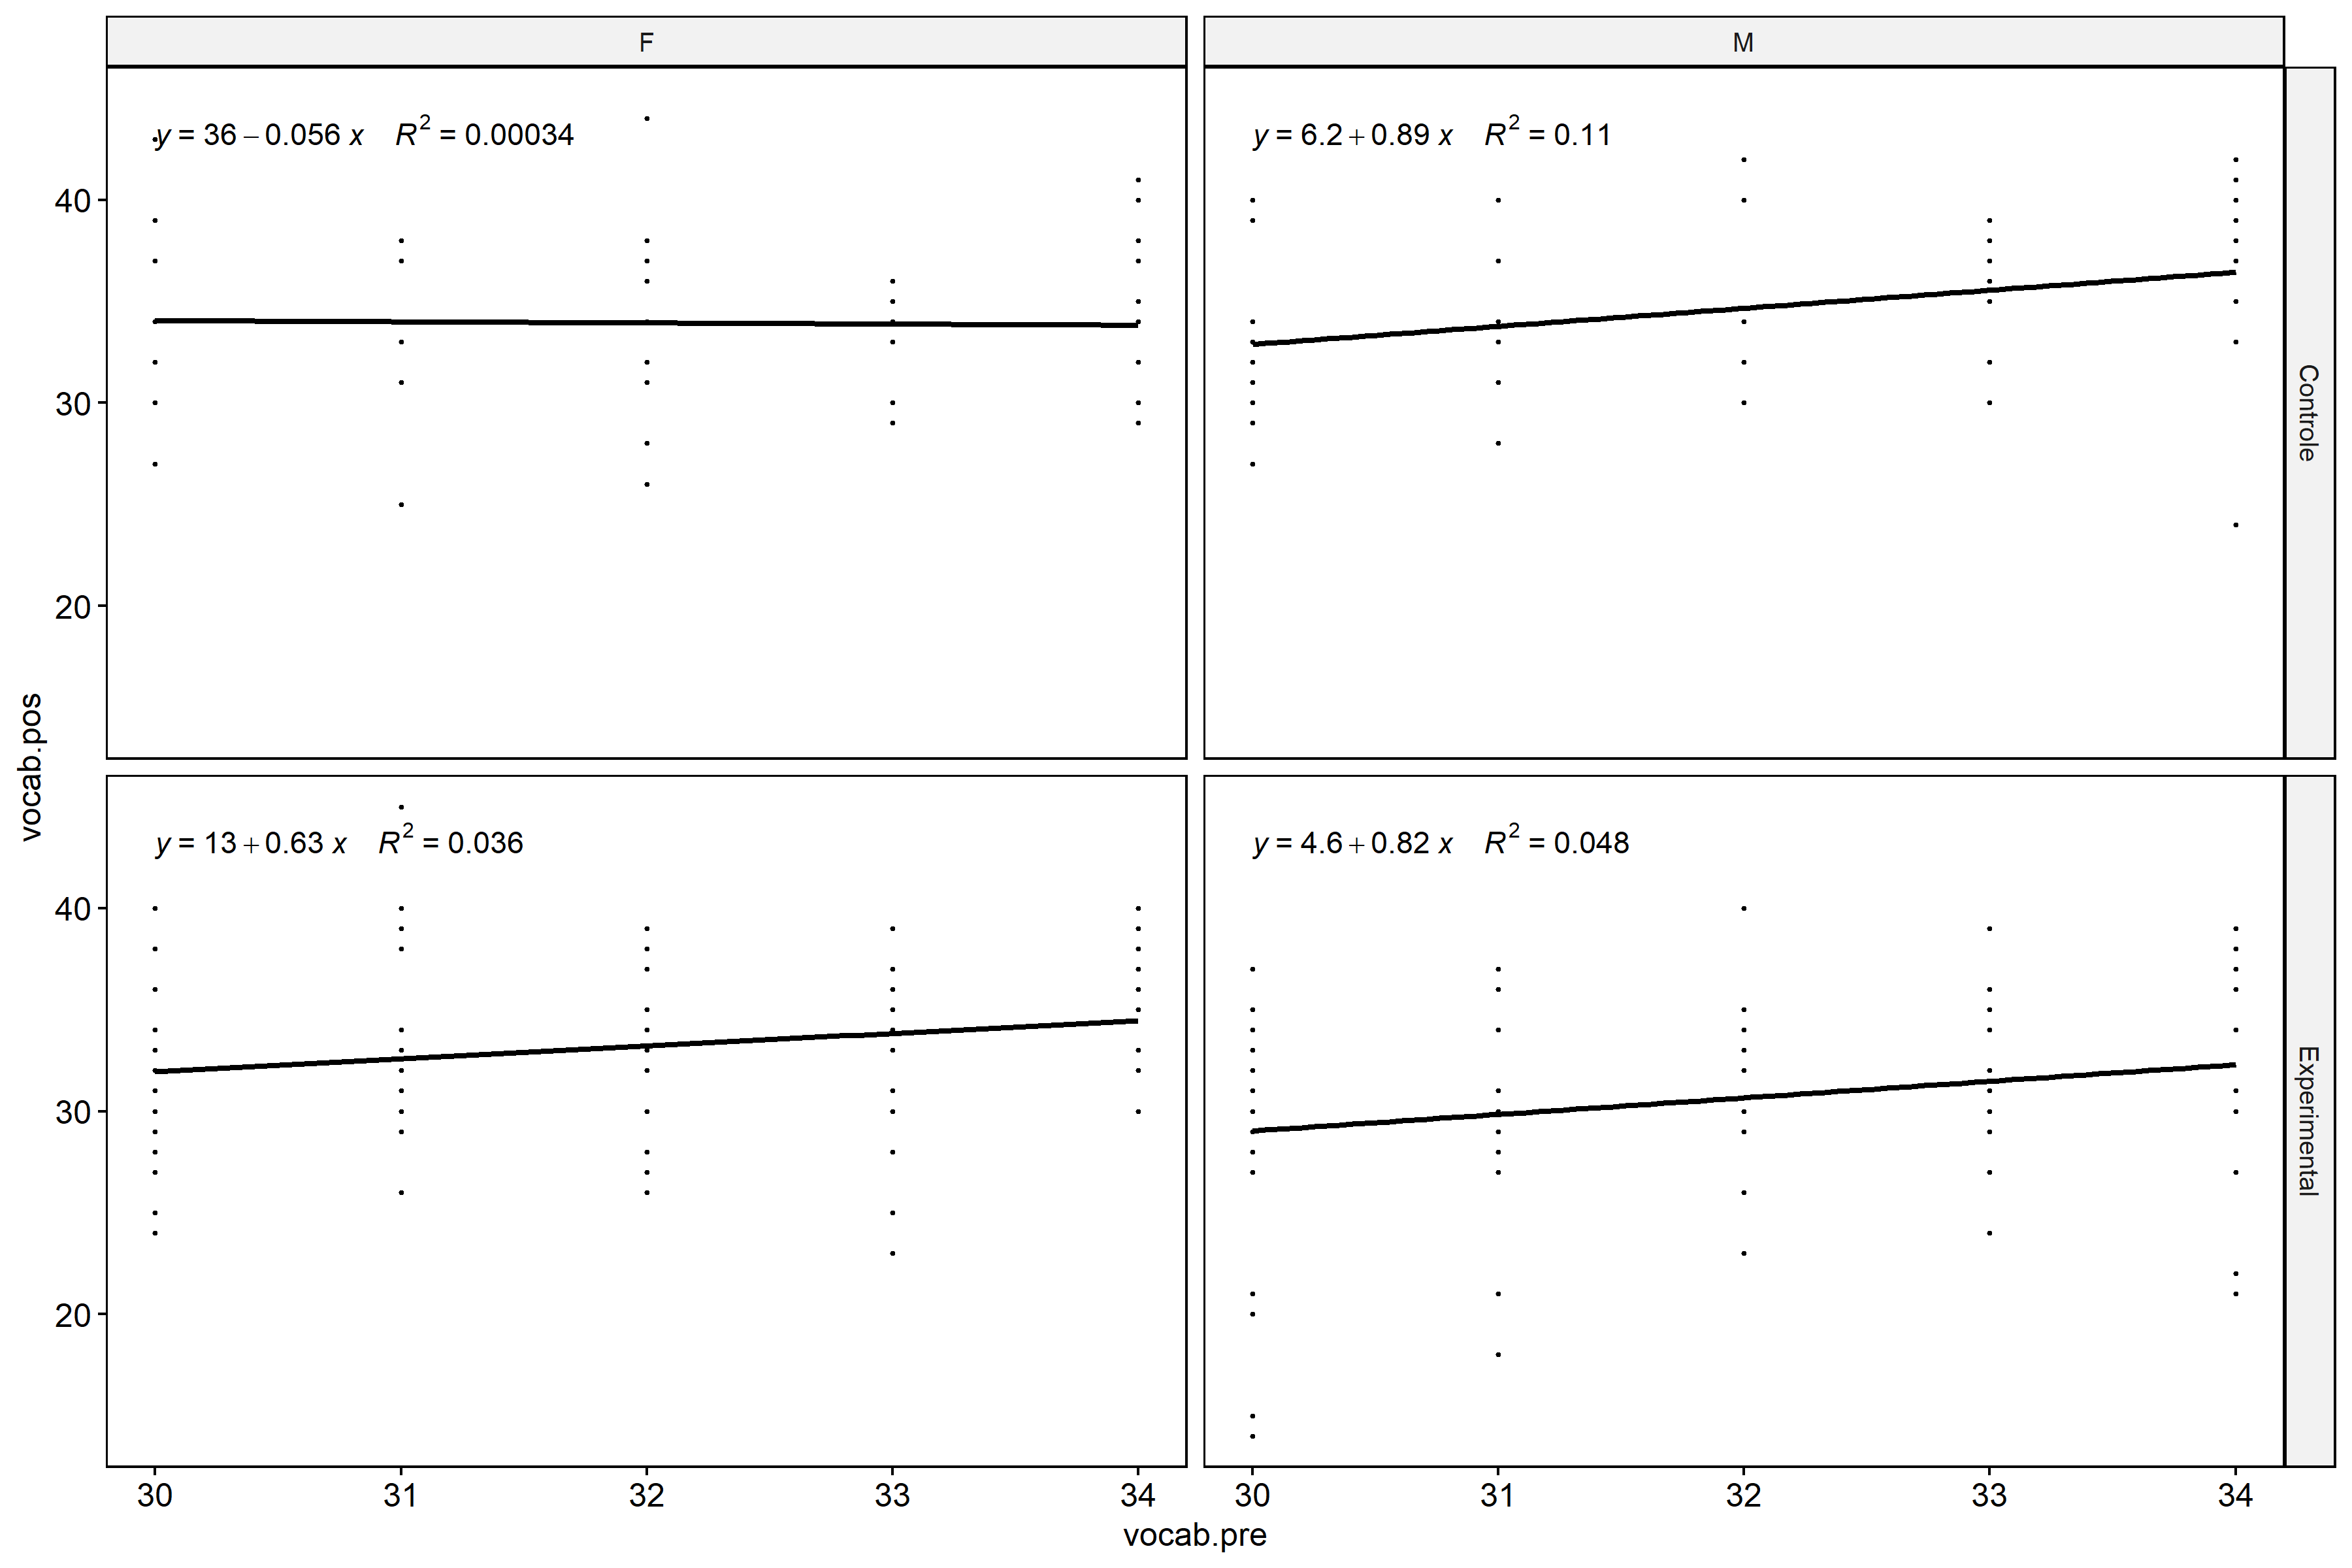 F
M
y = 36 − 0.056 x R² = 0.00034
y = 6.2 + 0.89 x R² = 0.11
40
30
20
Controle
vocab.pos
y = 13 + 0.63 x R² = 0.036
y = 4.6 + 0.82 x R² = 0.048
40
30
20
Experimental
30 31 32 33 34
30 31 32 33 34
vocab.pre